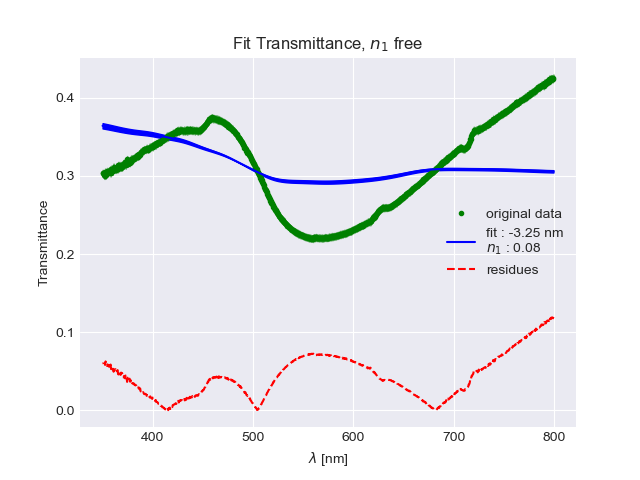 Fit Transmittance, n₁ free
Transmittance
0.4
0.3
0.2
0.1
0.0
original data
fit : -3.25 nm
n₁ : 0.08
residues
400
500
600
700
800
λ [nm]